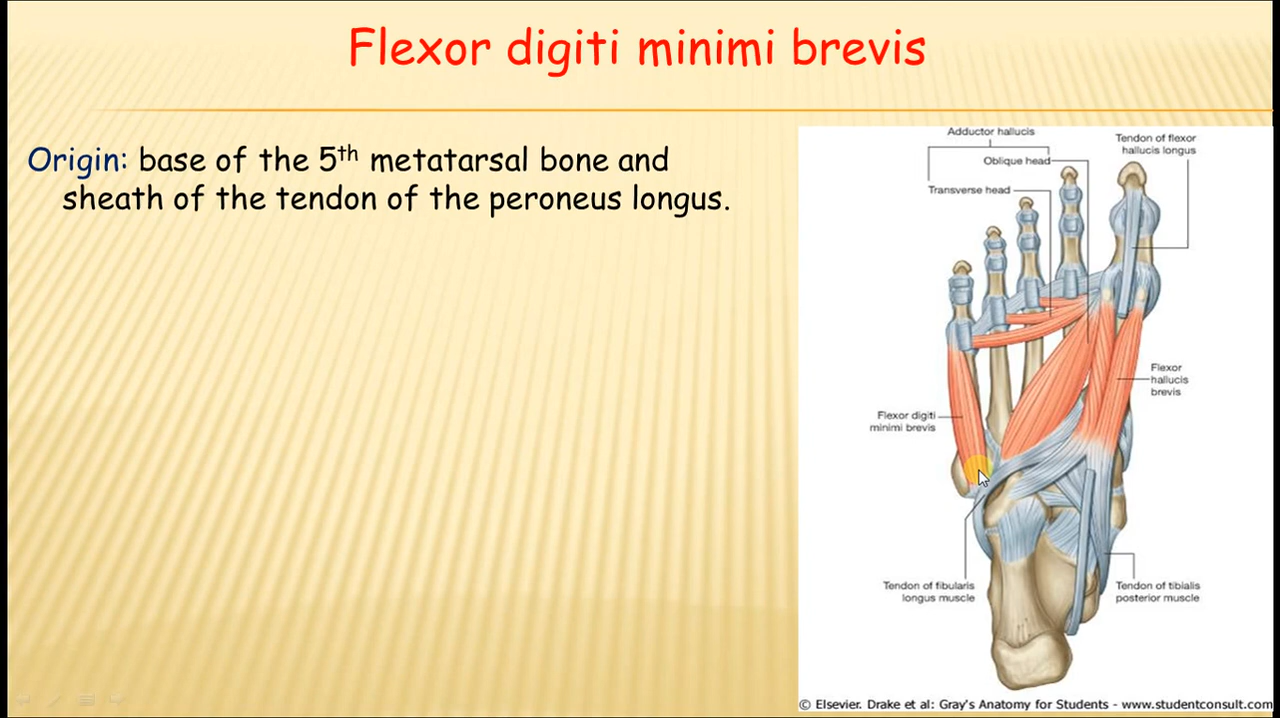 Flexor digiti minimi brevis
Origin: base of the 5th metatarsal bone and
sheath of the tendon of the peroneus longus.
Adductor hallucis
Oblique head
Transverse head
Tendon of flexor
hallucis longus
Flexor
hallucis
brevis
Flexor digiti
minimi brevis
Tendon of fibularis
longus muscle
Tendon of tibialis
posterior muscle
© Elsevier. Drake et al: Gray's Anatomy for Students - www.studentconsult.com